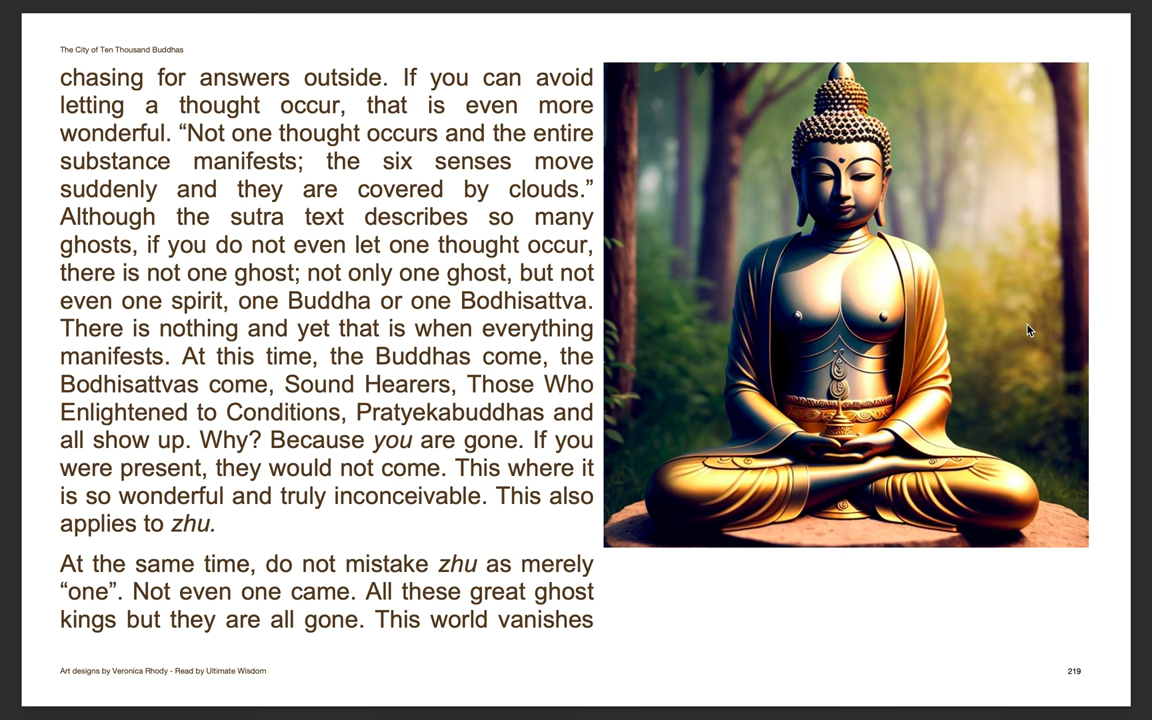 The City of Ten Thousand Buddhas
chasing for answers outside. If you can avoid
letting a thought occur, that is even more
wonderful. “Not one thought occurs and the entire
substance manifests; the six senses move
suddenly and they are covered by clouds.”
Although the sutra text describes so many
ghosts, if you do not even let one thought occur,
there is not one ghost; not only one ghost, but not
even one spirit, one Buddha or one Bodhisattva.
There is nothing and yet that is when everything
manifests. At this time, the Buddhas come, the
Bodhisattvas come, Sound Hearers, Those Who
Enlightened to Conditions, Pratyekabuddhas and
all show up. Why? Because you are gone. If you
were present, they would not come. This where it
is so wonderful and truly inconceivable. This also
applies to zhu.
At the same time, do not mistake zhu as merely
“one”. Not even one came. All these great ghost
kings but they are all gone. This world vanishes
Art designs by Veronica Rhody - Read by Ultimate Wisdom
219